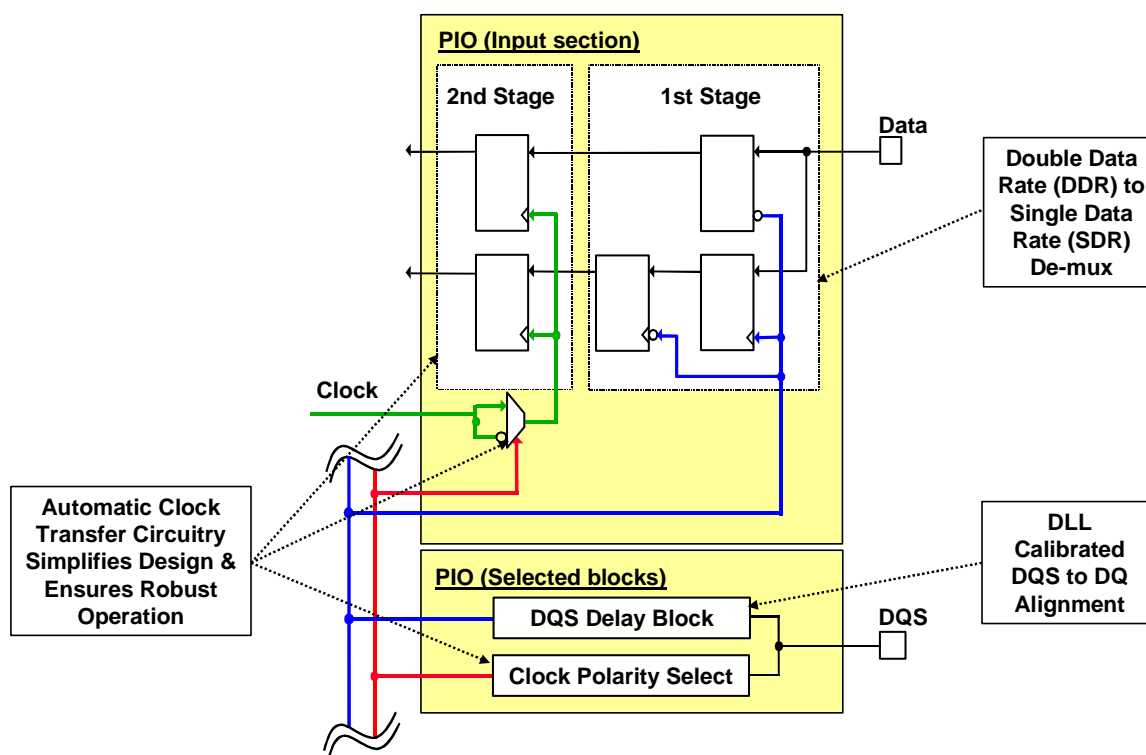 PIO (Input section)
2nd Stage
1st Stage
Data
Double Data
Rate (DDR) to
Single Data
Rate (SDR)
De-mux
Clock
Automatic Clock
Transfer Circuitry
Simplifies Design &
Ensures Robust
Operation
PIO (Selected blocks)
DQS Delay Block
Clock Polarity Select
DLL
Calibrated
DQS to DQ
Alignment
DQS